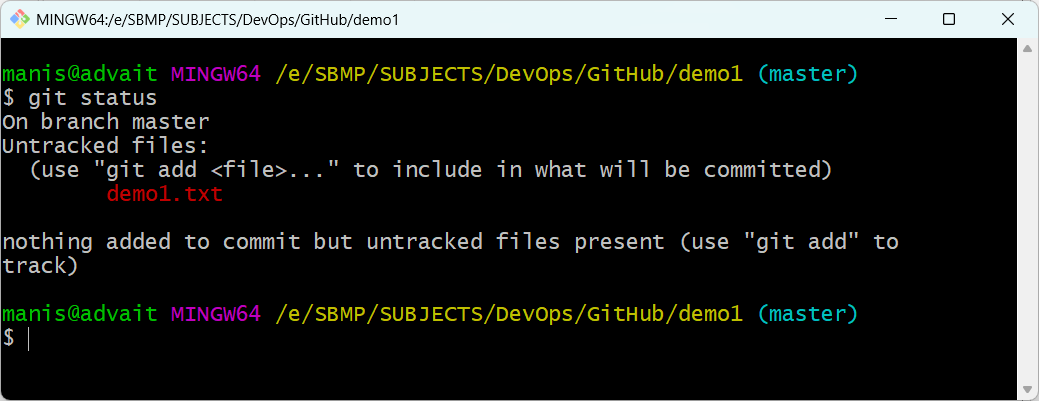 MINGW64:/e/SBMP/SUBJECTS/DevOps/GitHub/demo1
manis@advait MINGW64 /e/SBMP/SUBJECTS/DevOps/GitHub/demo1 (master)
$ git status
On branch master
Untracked files:
  (use "git add <file>..." to include in what will be committed)
        demo1.txt
nothing added to commit but untracked files present (use "git add" to
track)
manis@advait MINGW64 /e/SBMP/SUBJECTS/DevOps/GitHub/demo1 (master)
$